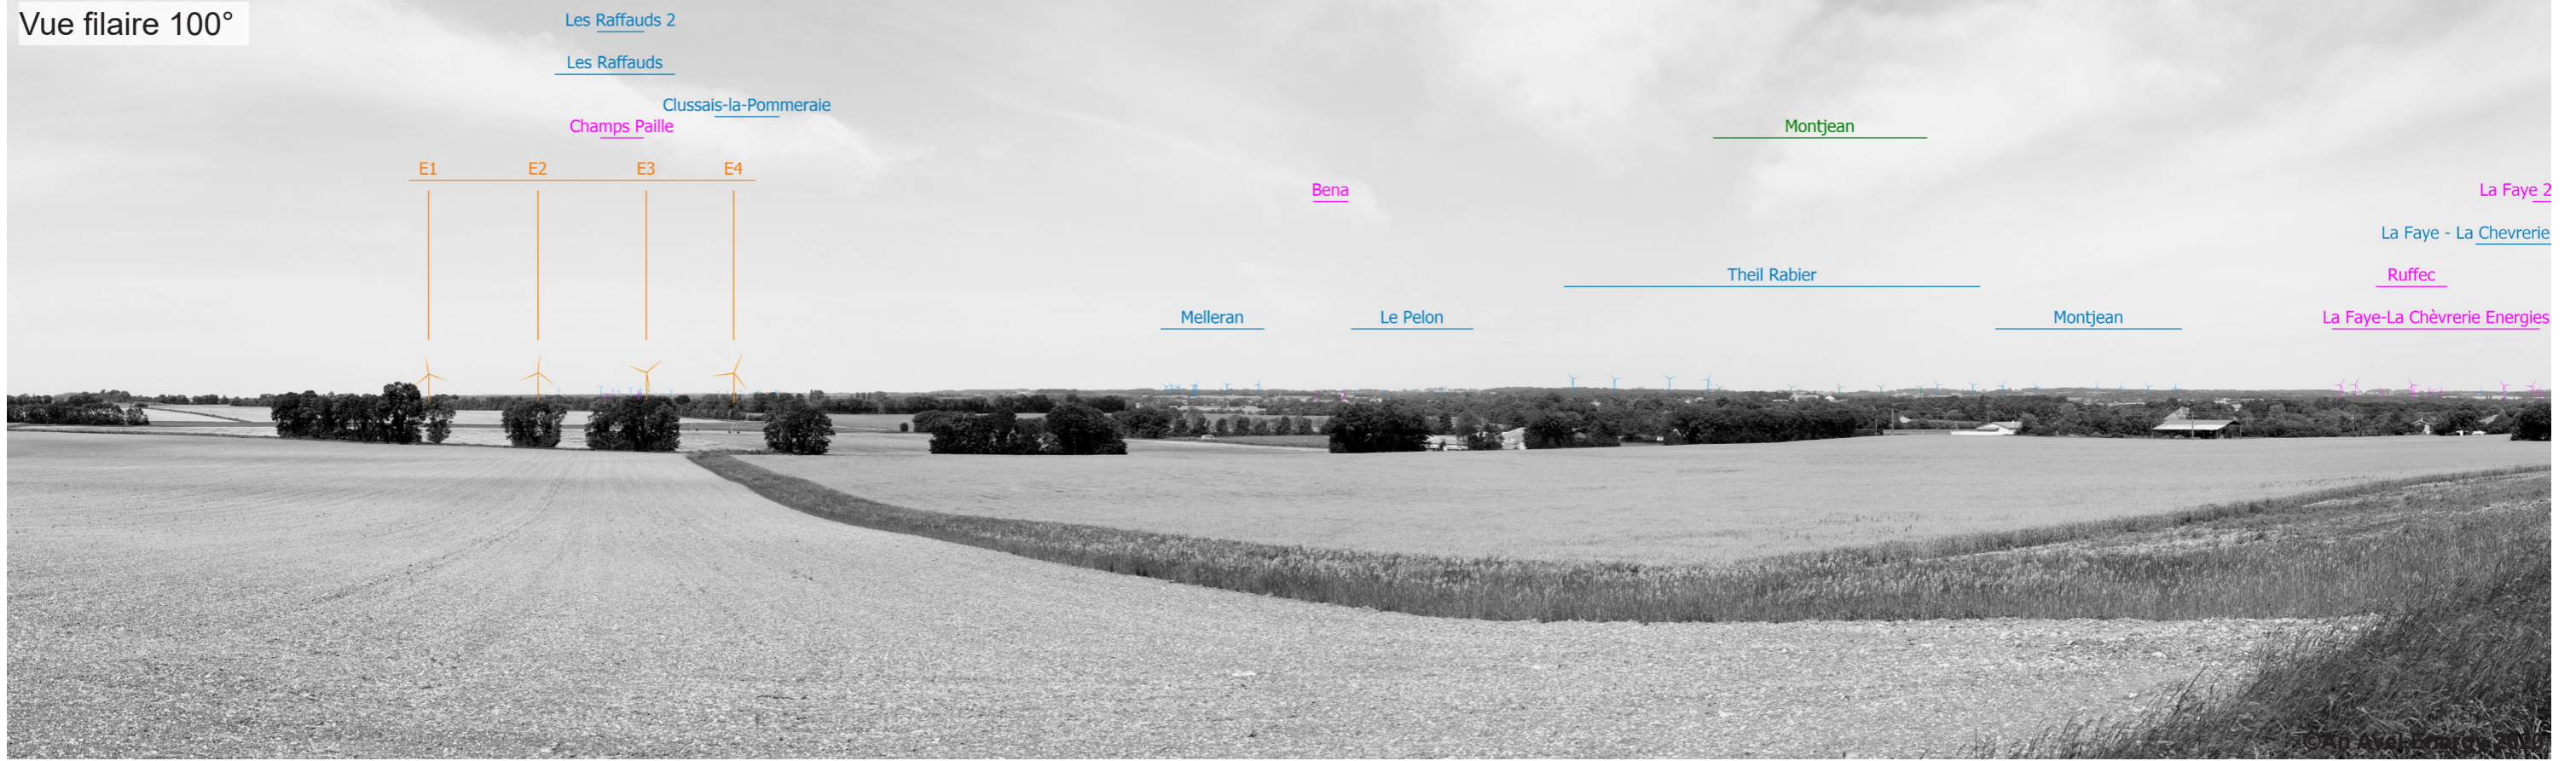 Vue filaire 100°
Les Raffauds 2
Les Raffauds
Clussais-la-Pommeraie
Champs Paille
Montjean
E1 E2 E3 E4
Bena
La Faye 2
La Faye - La Chevrerie
Theil Rabier
Ruffec
Melleran
Le Pelon
Montjean
La Faye-La Chèvrerie Energies